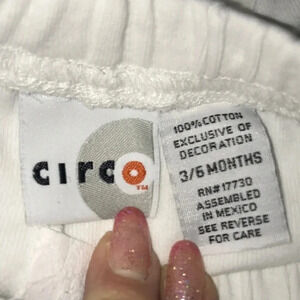 circo
TM
100% COTTON
EXCLUSIVE OF
DECORATION
3/6 MONTHS
RN# 17730
ASSEMBLED
IN MEXICO
SEE REVERSE
FOR CARE